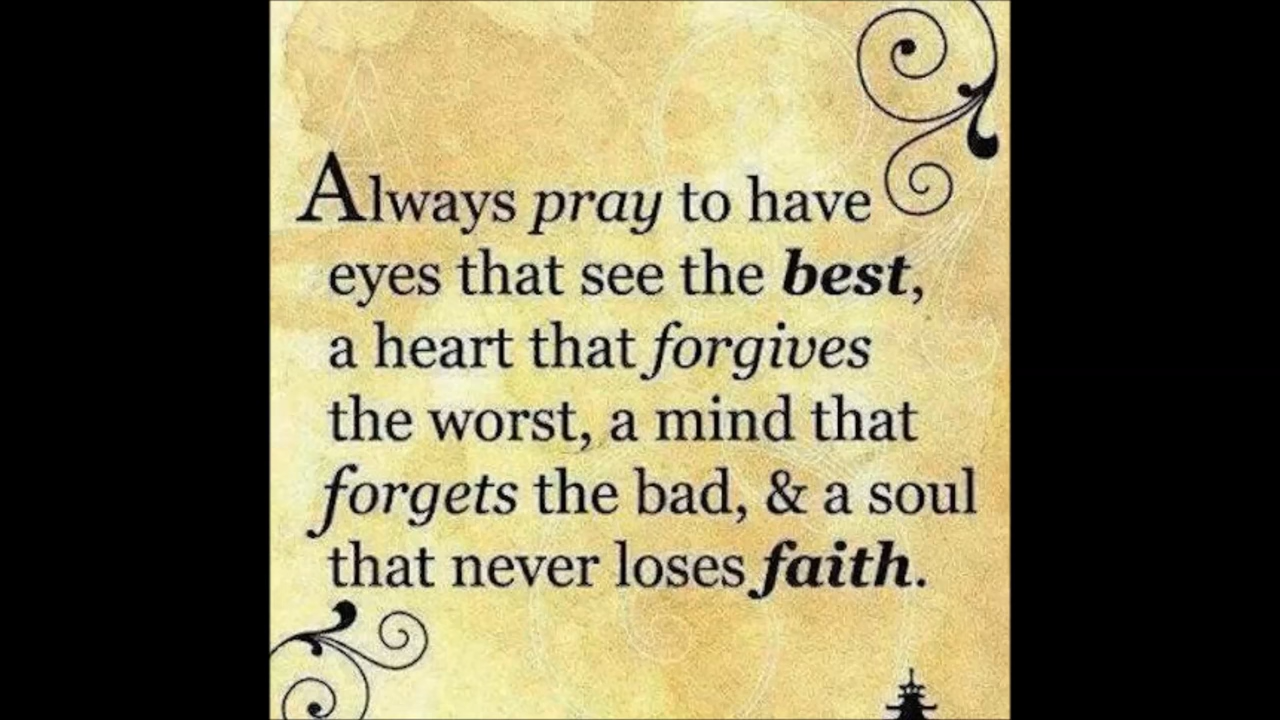 Always pray to have
eyes that see the best,
a heart that forgives
the worst, a mind that
forgets the bad, & a soul
that never loses faith.